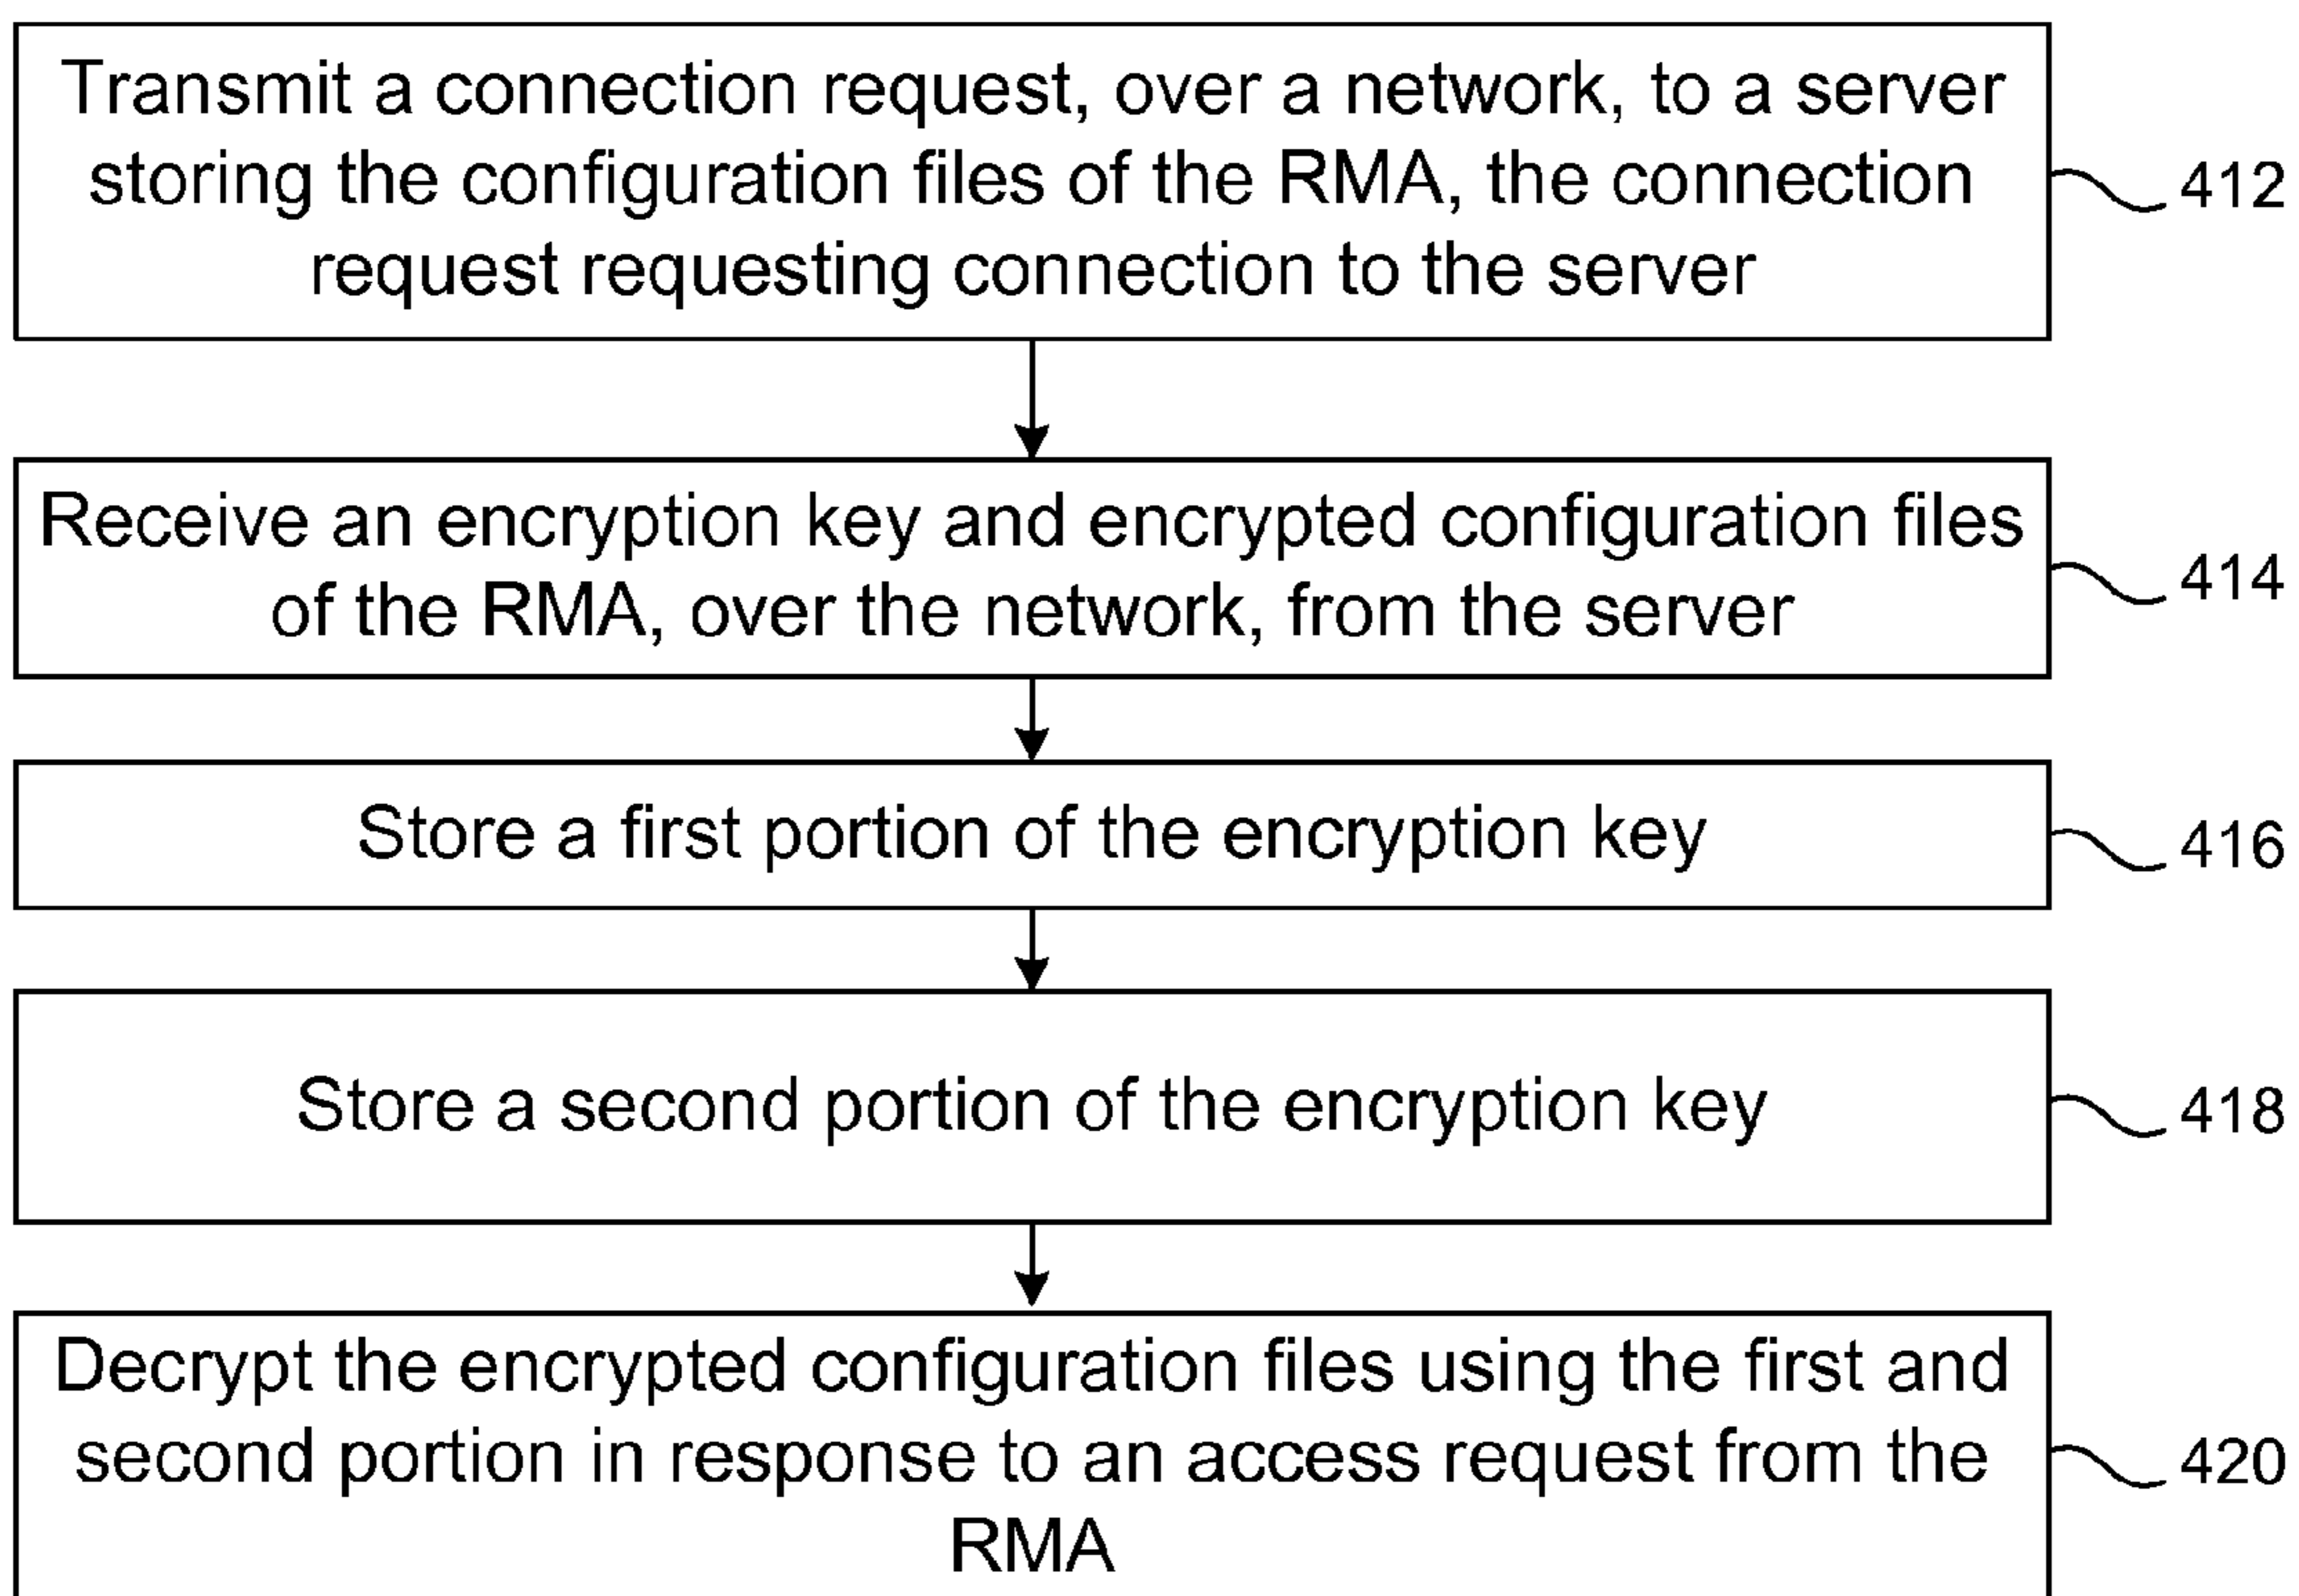 Transmit a connection request, over a network, to a server
storing the configuration files of the RMA, the connection
request requesting connection to the server
412
Receive an encryption key and encrypted configuration files
of the RMA, over the network, from the server
414
Store a first portion of the encryption key
416
Store a second portion of the encryption key
418
Decrypt the encrypted configuration files using the first and
second portion in response to an access request from the
RMA
420